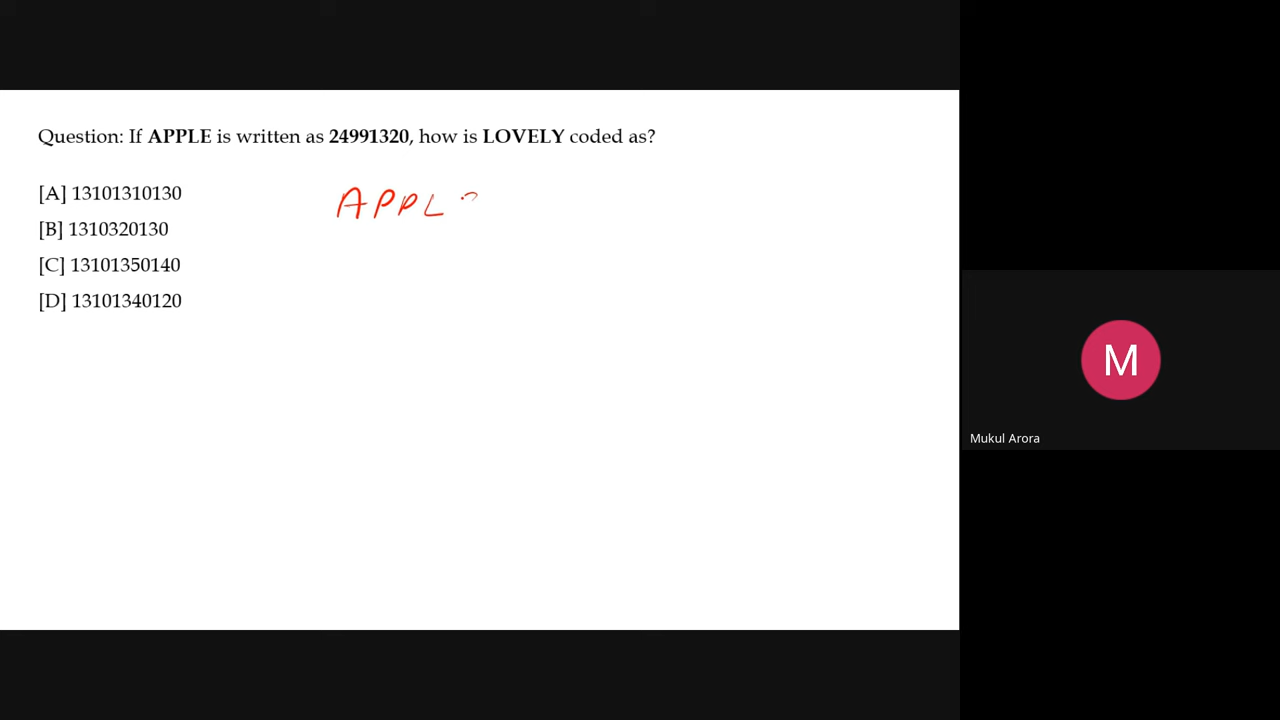 Question: If APPLE is written as 24991320, how is LOVELY coded as?
[A] 13101310130
[B] 1310320130
[C] 13101350140
[D] 13101340120
APPL
M
Mukul Arora